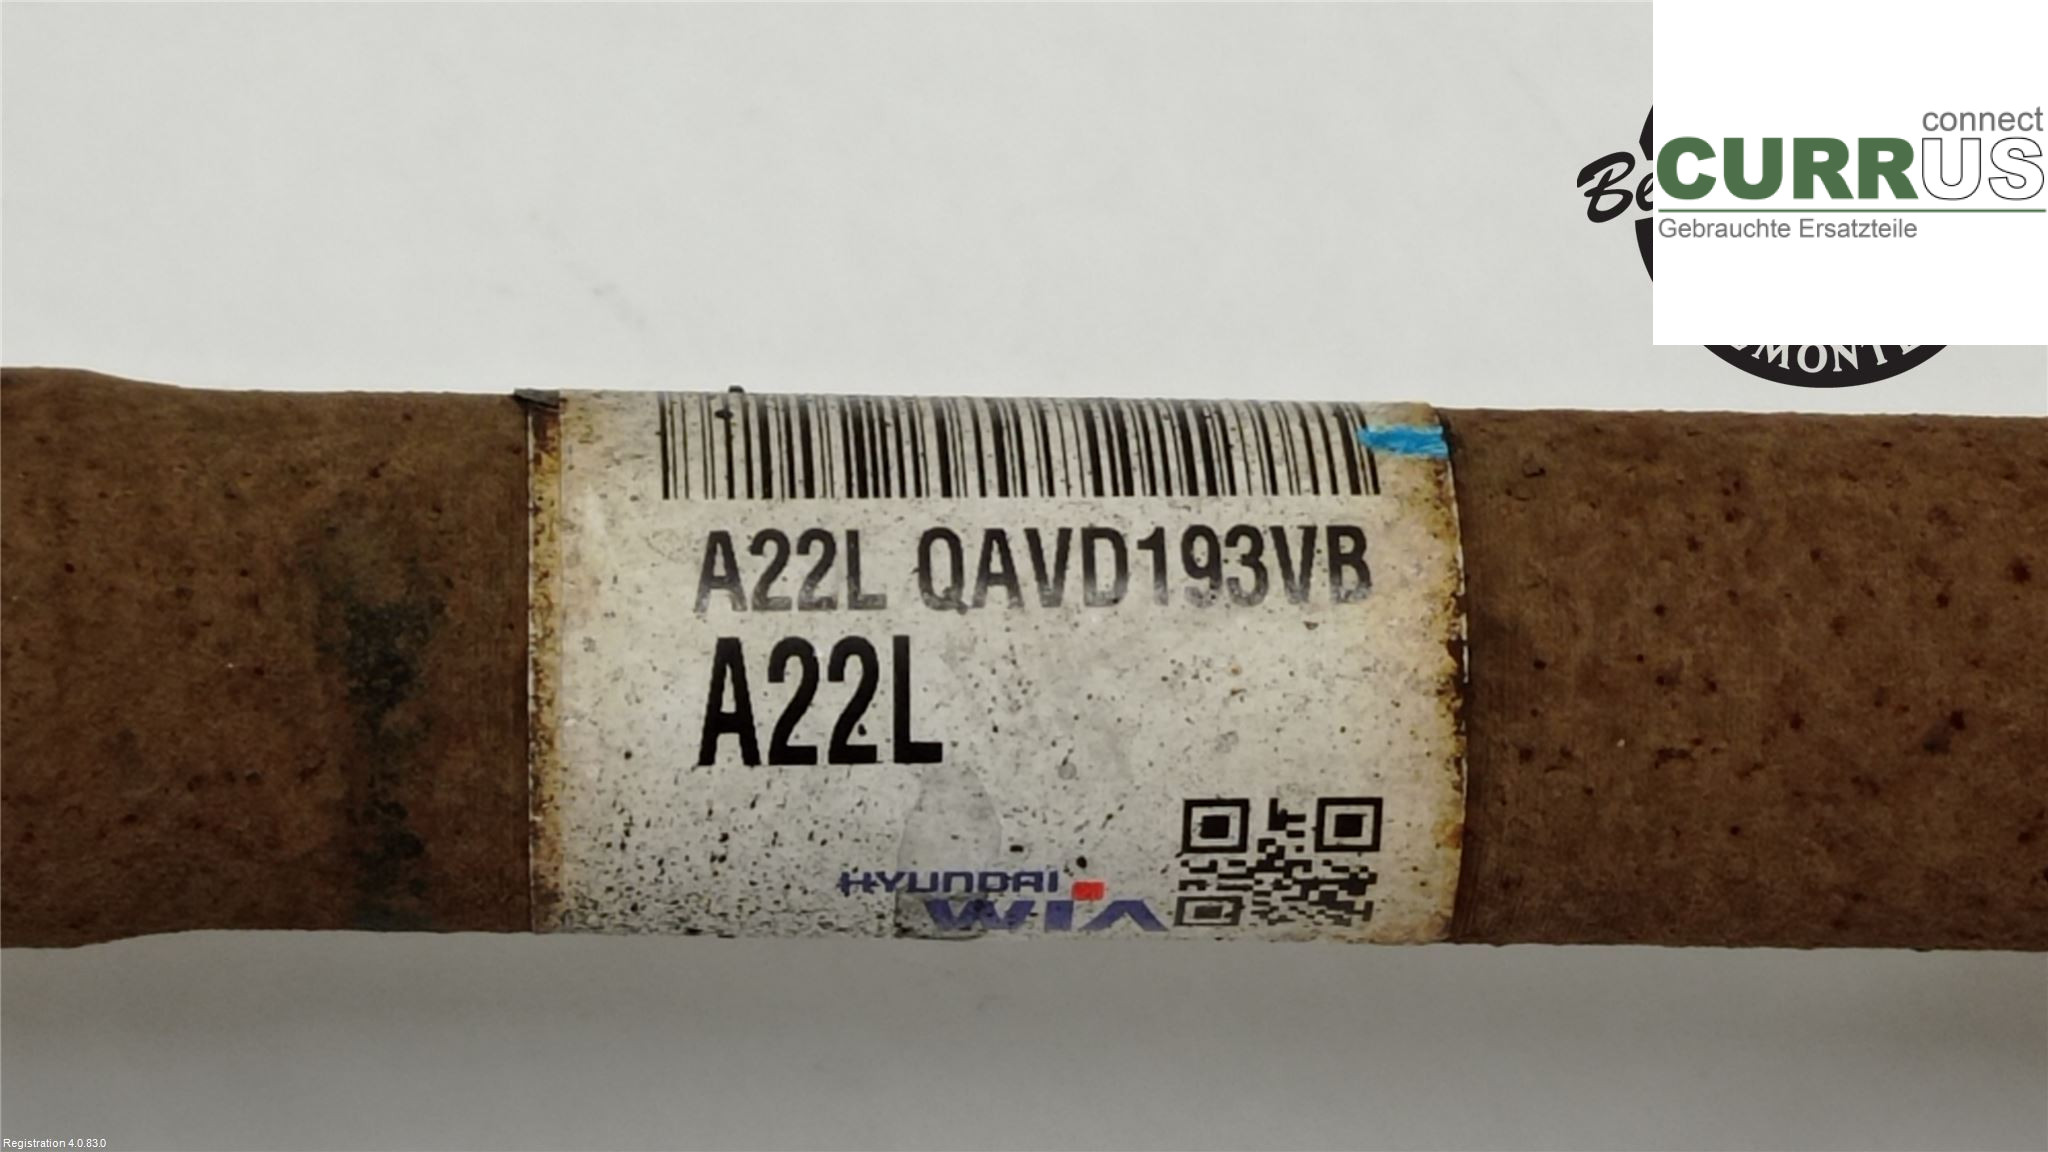 connect
CURRUS
Gebrauchte Ersatzteile
A22L QAVD193VB
A22L
HYUNDAI
WIA
Registration 4.0.83.0